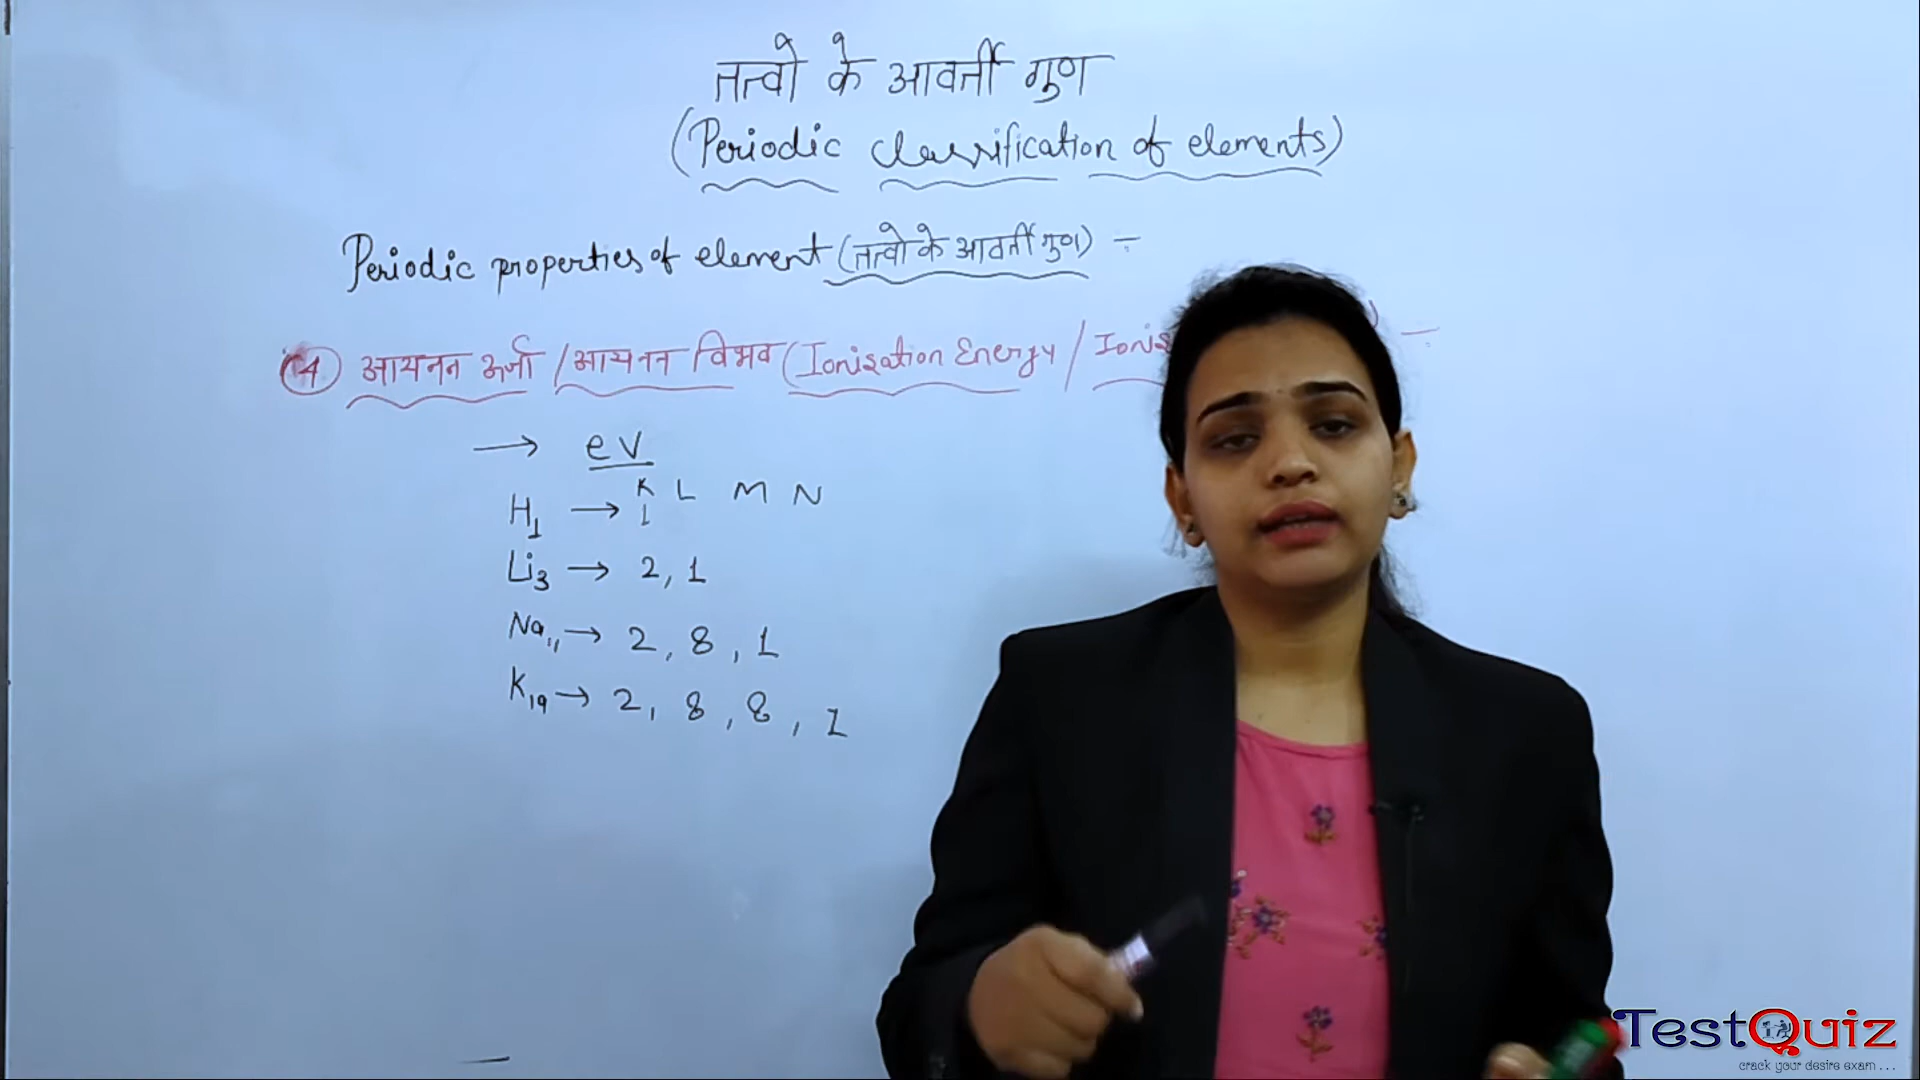 तत्वो के आवर्ती गुण
(Periodic classification of elements)
Periodic properties of element (तत्वो के आवर्ती गुण) :-
(4) आयनन ऊर्जा / आयनन विभव (Ionisation Energy /
→ eV
K L M N
H1 → 1
Li3 → 2, 1
Na11 → 2, 8, 1
K19 → 2, 8, 8, 1
TestQuiz
crack your desire exam ...